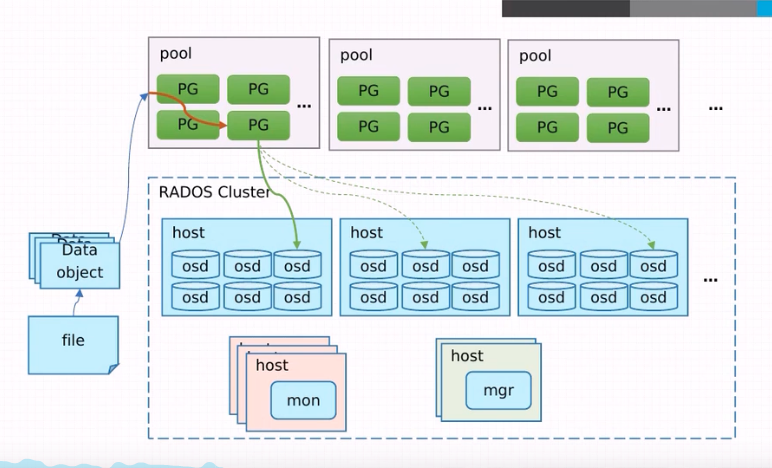 pool
PG PG
PG PG
...
pool
PG PG
PG PG
...
pool
PG PG
PG PG
...
...
RADOS Cluster
host
osd osd osd
osd osd osd
host
osd osd osd
osd osd osd
host
osd osd osd
osd osd osd
...
Data
object
file
host
mon
host
mgr